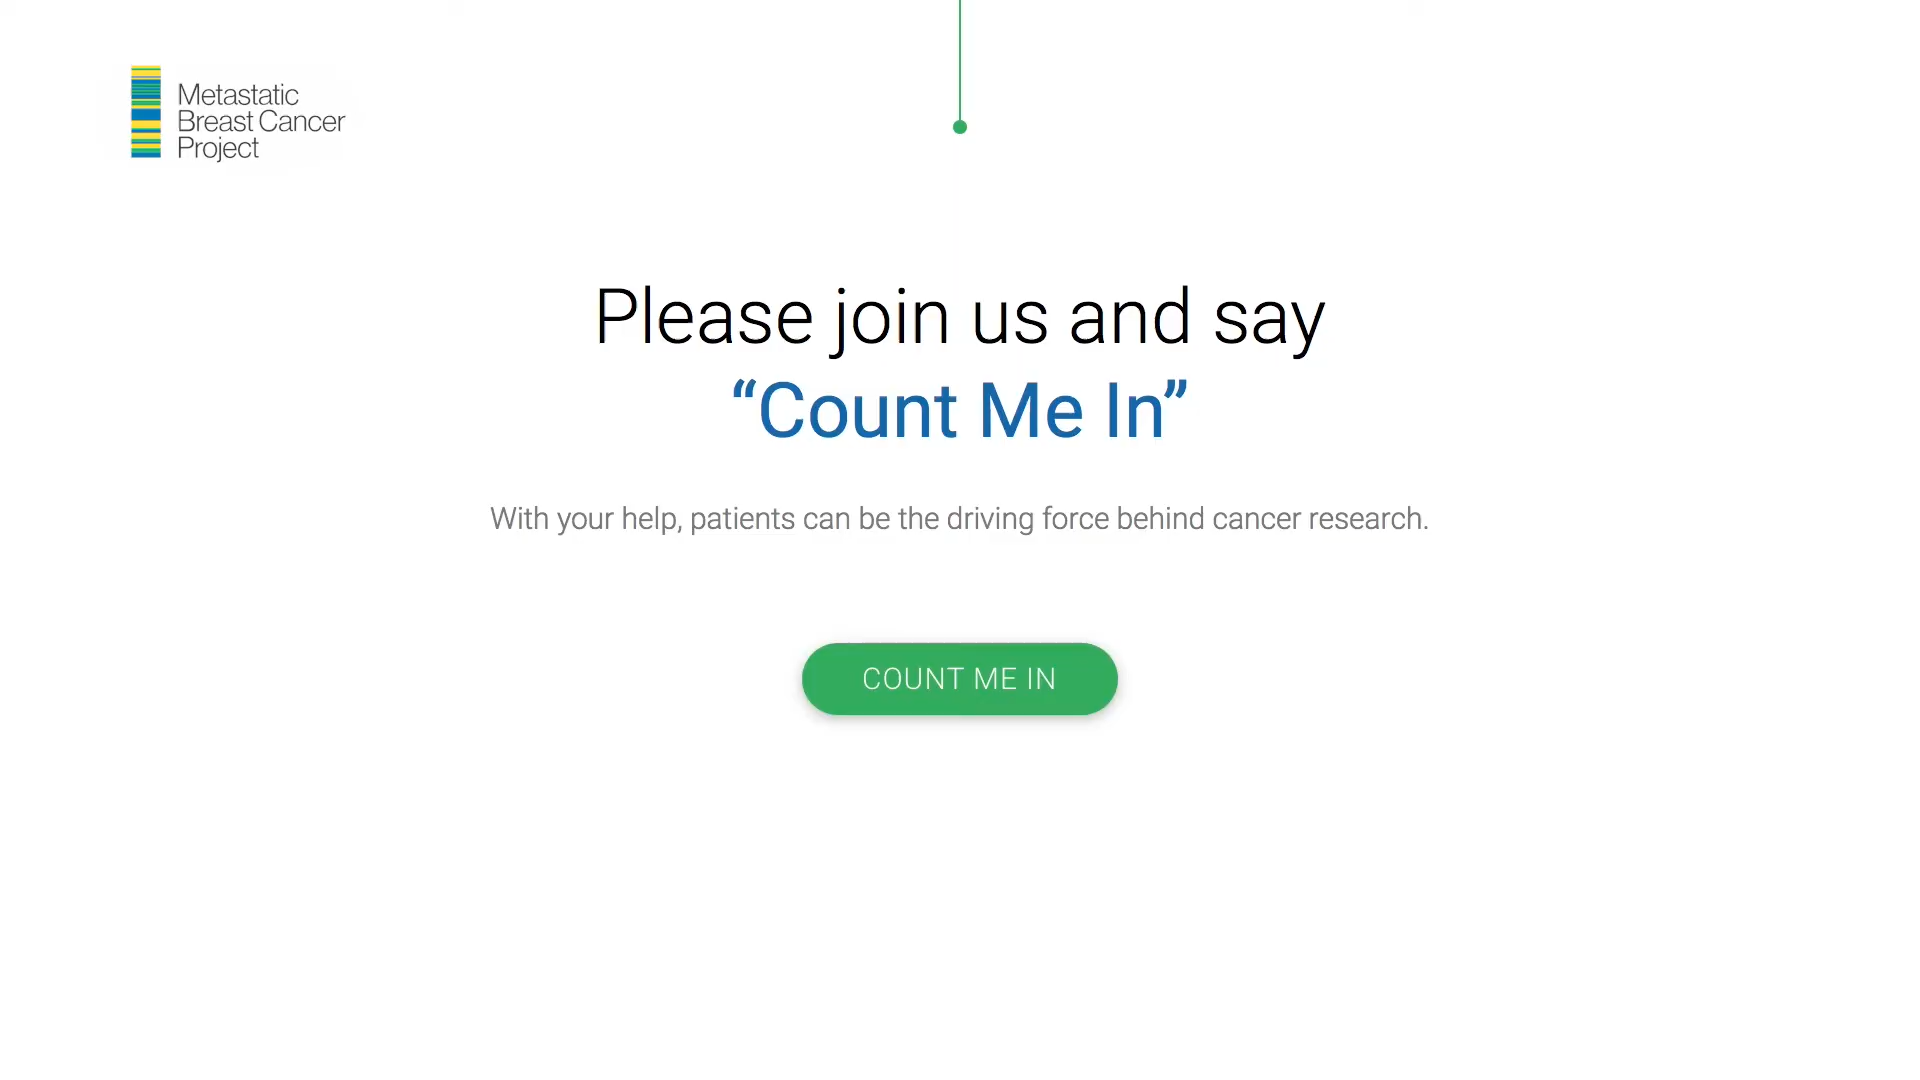 Metastatic
Breast Cancer
Project
Please join us and say
“Count Me In”
With your help, patients can be the driving force behind cancer research.
COUNT ME IN